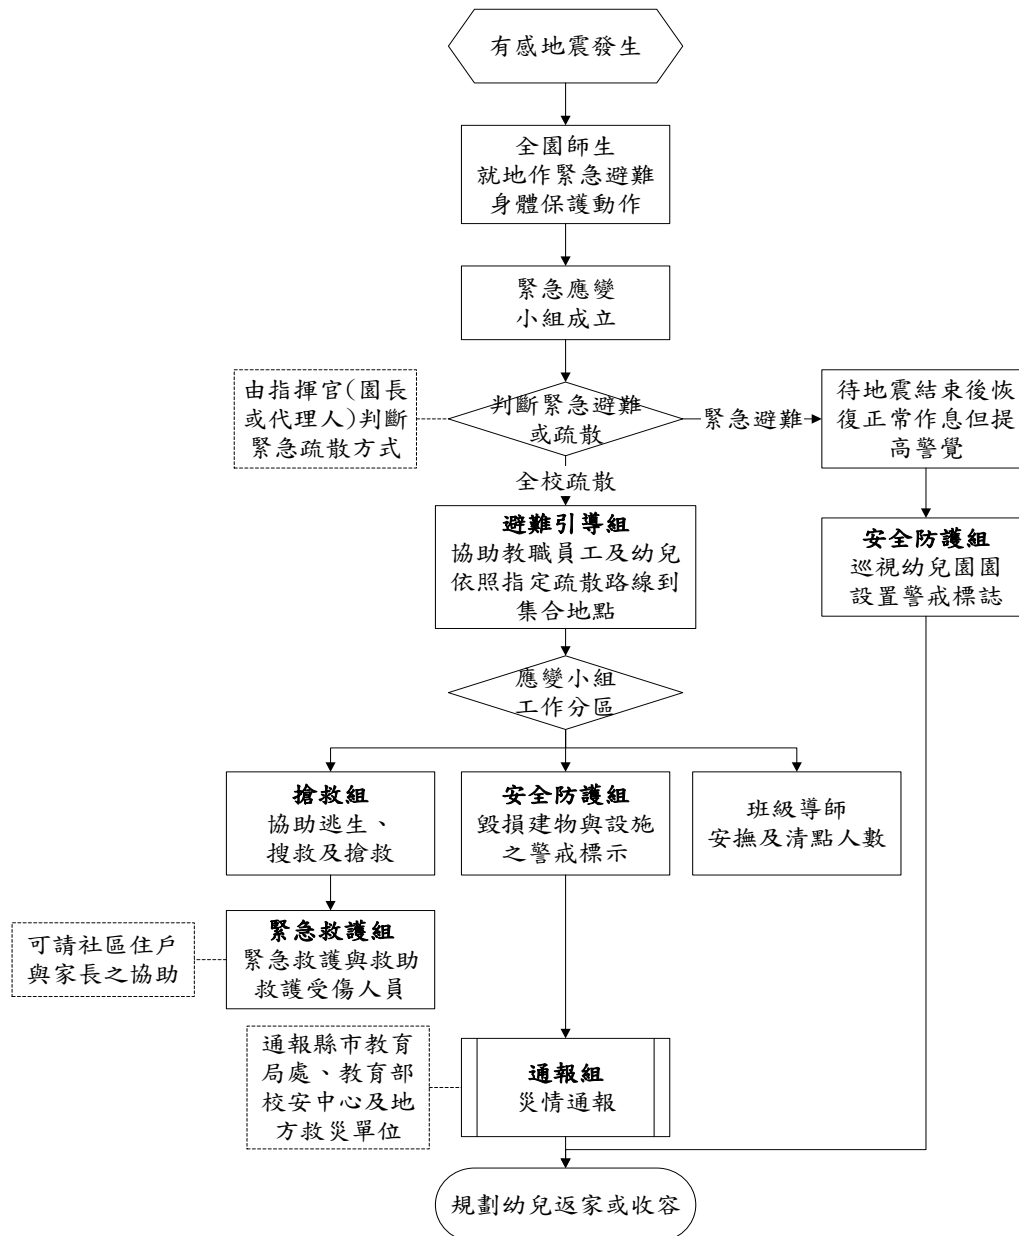 有感地震發生
全園師生
就地作緊急避難
身體保護動作
緊急應變
小組成立
由指揮官(園長
或代理人)判斷
緊急疏散方式
判斷緊急避難
或疏散
緊急避難
待地震結束後恢
復正常作息但提
高警覺
全校疏散
避難引導組
協助教職員工及幼兒
依照指定疏散路線到
集合地點
安全防護組
巡視幼兒園園
設置警戒標誌
應變小組
工作分區
搶救組
協助逃生、
搜救及搶救
安全防護組
毀損建物與設施
之警戒標示
班級導師
安撫及清點人數
可請社區住戶
與家長之協助
緊急救護組
緊急救護與救助
救護受傷人員
通報縣市教育
局處、教育部
校安中心及地
方救災單位
通報組
災情通報
規劃幼兒返家或收容